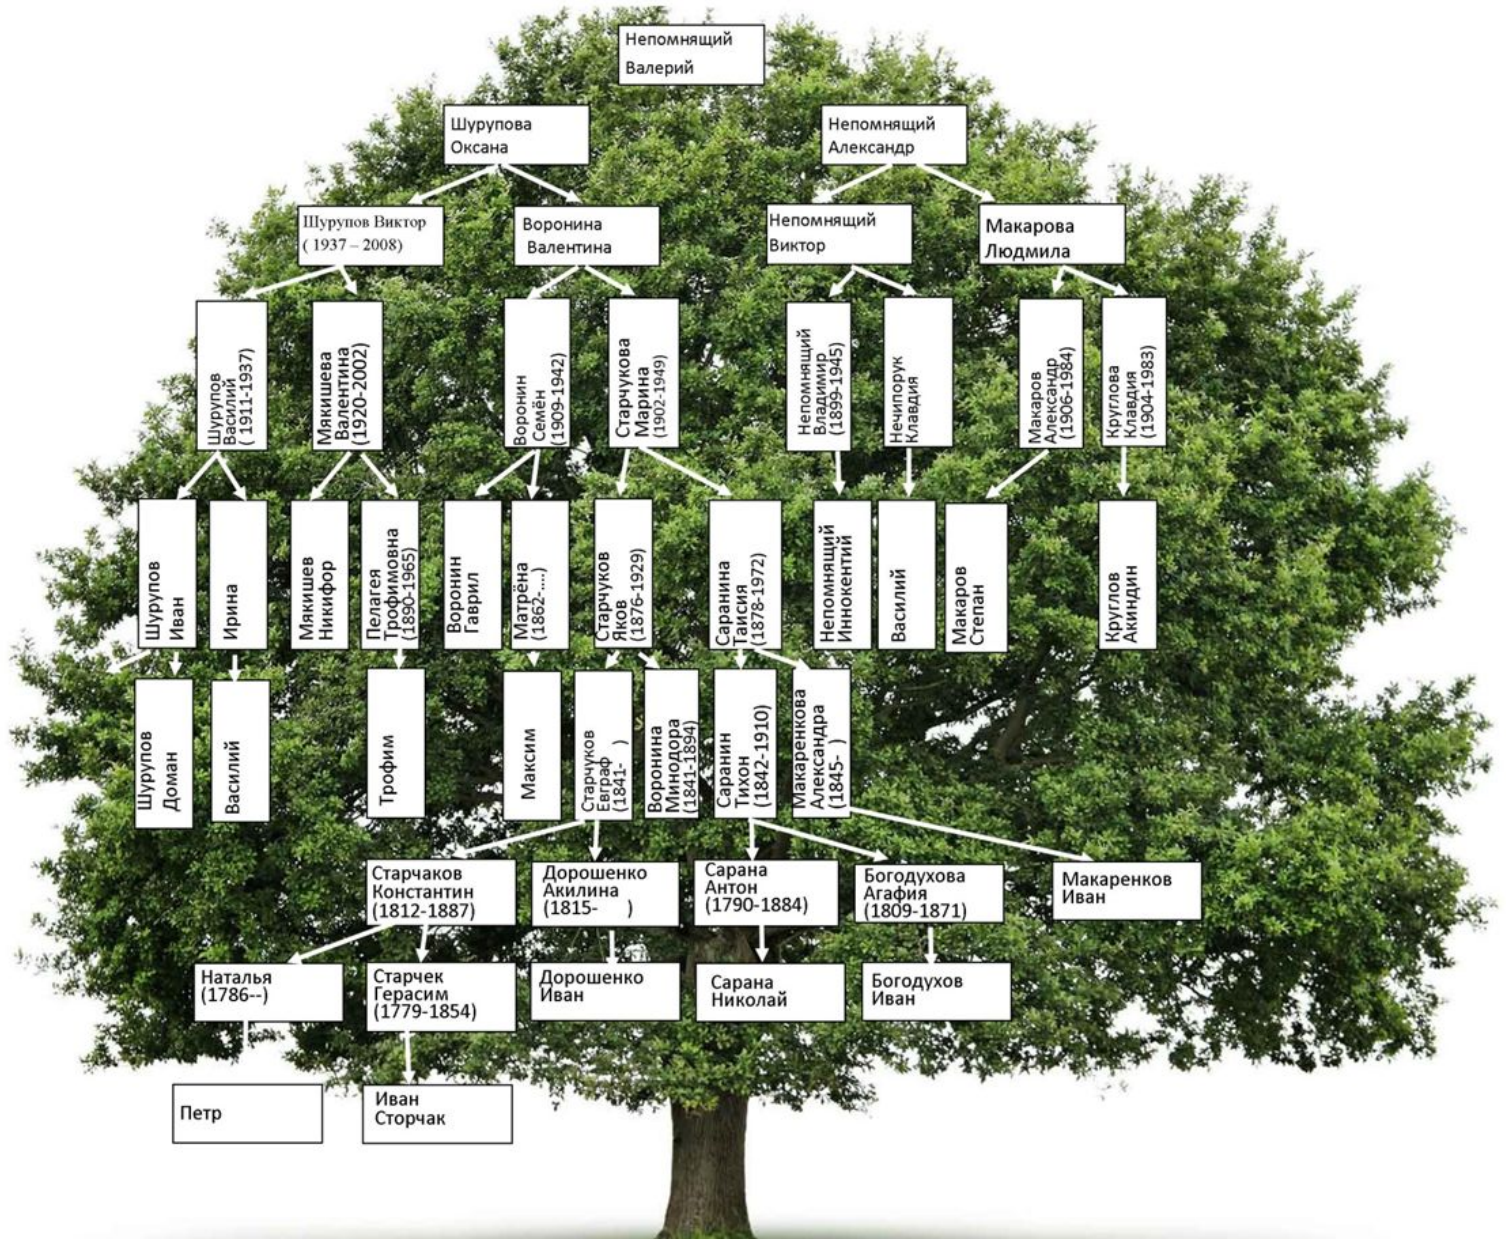 Непомнящий
Валерий
Шурупова
Оксана
Непомнящий
Александр
Шурупов Виктор
( 1937 – 2008)
Воронина
Валентина
Непомнящий
Виктор
Макарова
Людмила
Шурупов
Василий
( 1911-1937)
Мякишева
Валентина
(1920-2002)
Воронин
Семён
(1909-1942)
Старчукова
Марина
(1902-1949)
Непомнящий
Владимир
(1899-1945)
Нечипорук
Клавдия
Макаров
Александр
(1906-1984)
Круглова
Клавдия
(1904-1983)
Шурупов
Иван
Ирина
Мякишев
Никифор
Пелагея
Трофимовна
(1890-1965)
Воронин
Гаврил
Матрёна
(1862-....)
Старчуков
Яков
(1876-1929)
Саранина
Таисия
(1878-1972)
Непомнящий
Иннокентий
Василий
Макаров
Степан
Круглов
Акиндин
Шурупов
Доман
Василий
Трофим
Максим
Старчуков
Евграф
(1841- )
Воронина
Минодора
(1841-1894)
Саранин
Тихон
(1842-1910)
Макаренкова
Александра
(1845- )
Старчаков
Константин
(1812-1887)
Дорошенко
Акилина
(1815- )
Сарана
Антон
(1790-1884)
Богодухова
Агафия
(1809-1871)
Макаренков
Иван
Наталья
(1786--)
Старчек
Герасим
(1779-1854)
Дорошенко
Иван
Сарана
Николай
Богодухов
Иван
Петр
Иван
Сторчак